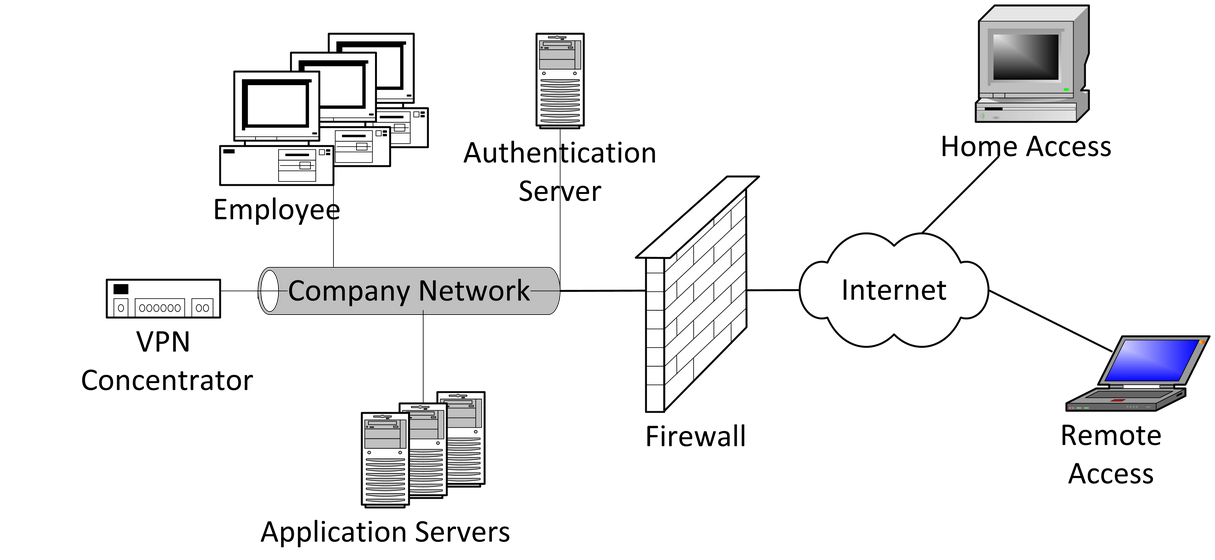 Authentication
Server
Home Access
Employee
Company Network
Internet
VPN
Concentrator
Firewall
Remote
Access
Application Servers